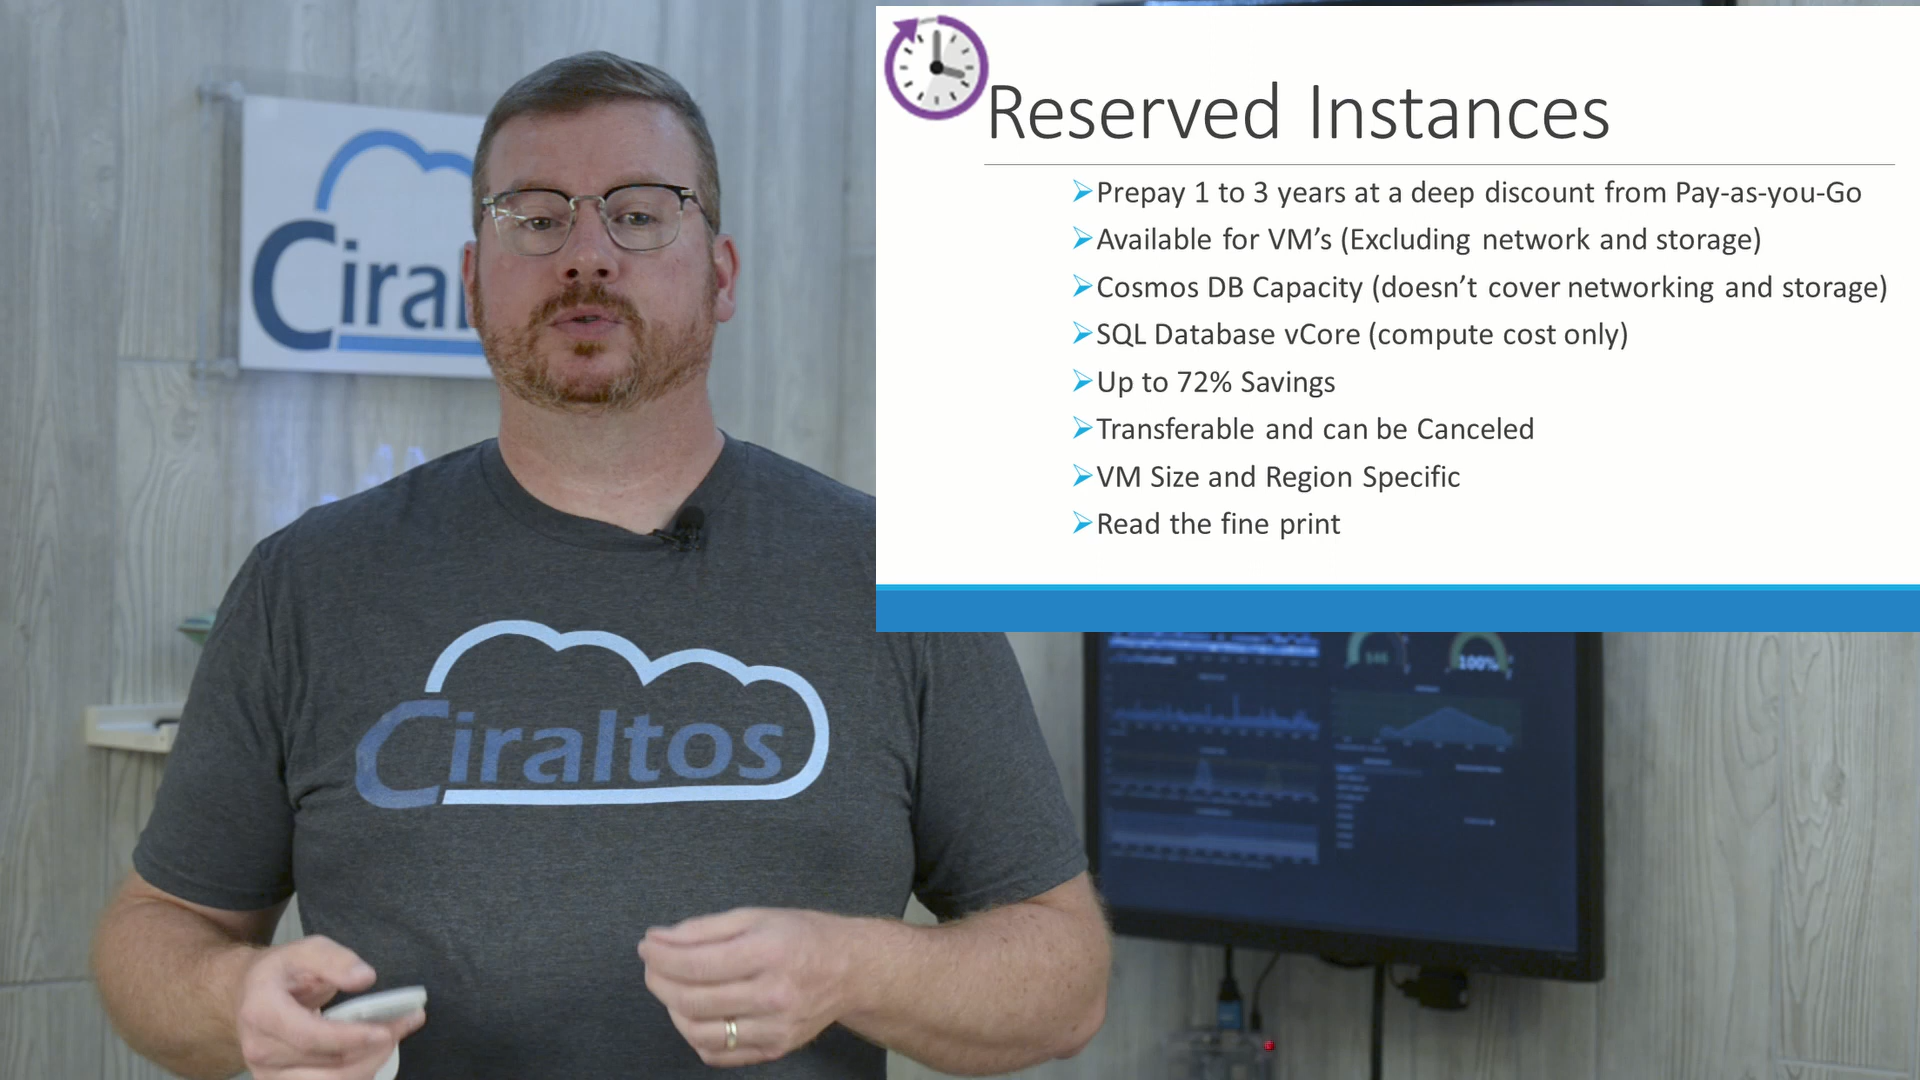 Reserved Instances
Prepay 1 to 3 years at a deep discount from Pay-as-you-Go
Available for VM’s (Excluding network and storage)
Cosmos DB Capacity (doesn’t cover networking and storage)
SQL Database vCore (compute cost only)
Up to 72% Savings
Transferable and can be Canceled
VM Size and Region Specific
Read the fine print
Ciral
Ciraltos
100%